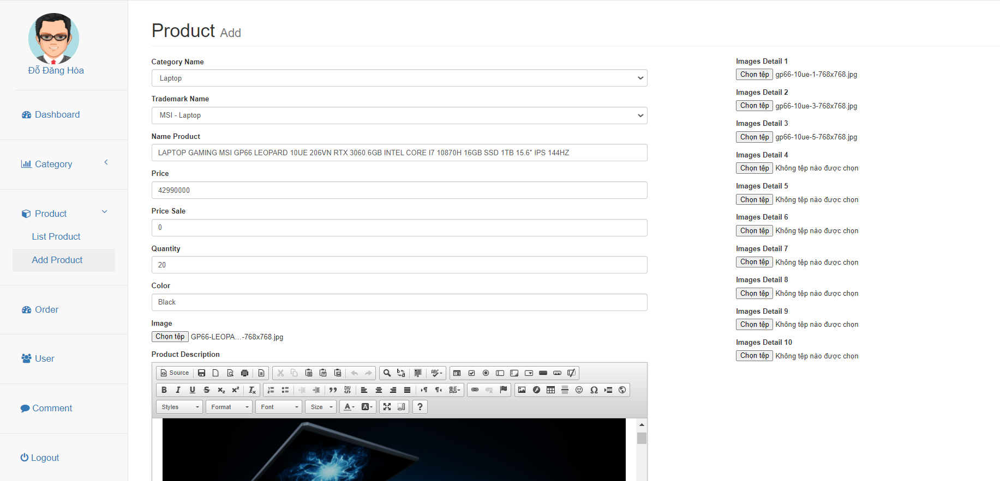 Đỗ Đăng Hòa
Dashboard
Category
Product
List Product
Add Product
Order
User
Comment
Logout
Product Add
Category Name
Laptop
Trademark Name
MSI - Laptop
Name Product
LAPTOP GAMING MSI GP66 LEOPARD 10UE 206VN RTX 3060 6GB INTEL CORE I7 10870H 16GB SSD 1TB 15.6″ IPS 144HZ
Price
42990000
Price Sale
0
Quantity
20
Color
Black
Image
Chọn tệp GP66-LEOPA…-768x768.jpg
Product Description
Source
Styles Format Font Size
Images Detail 1
Chọn tệp gp66-10ue-1-768x768.jpg
Images Detail 2
Chọn tệp gp66-10ue-3-768x768.jpg
Images Detail 3
Chọn tệp gp66-10ue-5-768x768.jpg
Images Detail 4
Chọn tệp Không tệp nào được chọn
Images Detail 5
Chọn tệp Không tệp nào được chọn
Images Detail 6
Chọn tệp Không tệp nào được chọn
Images Detail 7
Chọn tệp Không tệp nào được chọn
Images Detail 8
Chọn tệp Không tệp nào được chọn
Images Detail 9
Chọn tệp Không tệp nào được chọn
Images Detail 10
Chọn tệp Không tệp nào được chọn